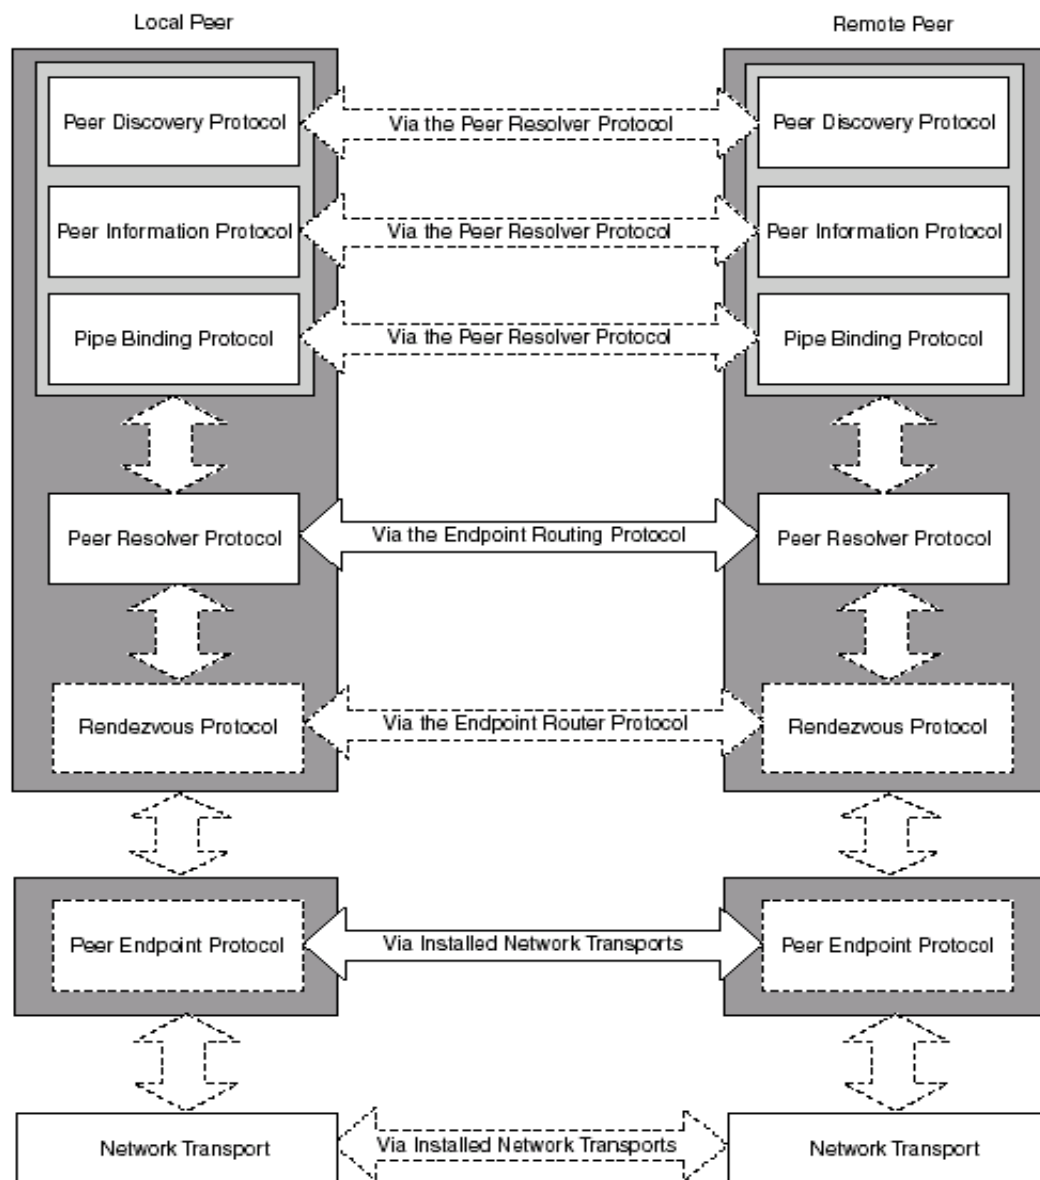 Local Peer
Remote Peer
Peer Discovery Protocol
Via the Peer Resolver Protocol
Peer Discovery Protocol
Peer Information Protocol
Via the Peer Resolver Protocol
Peer Information Protocol
Pipe Binding Protocol
Via the Peer Resolver Protocol
Pipe Binding Protocol
Peer Resolver Protocol
Via the Endpoint Routing Protocol
Peer Resolver Protocol
Rendezvous Protocol
Via the Endpoint Router Protocol
Rendezvous Protocol
Peer Endpoint Protocol
Via Installed Network Transports
Peer Endpoint Protocol
Network Transport
Via Installed Network Transports
Network Transport